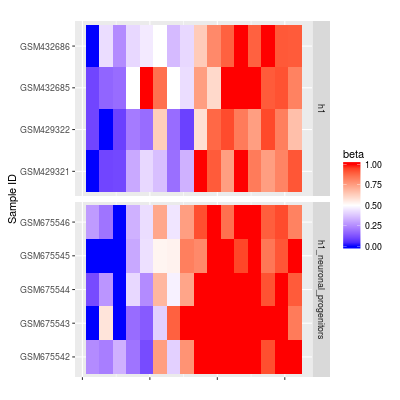 Sample ID
GSM432686
GSM432685
GSM429322
GSM429321
h1
GSM675546
GSM675545
GSM675544
GSM675543
GSM675542
h1_neuronal_progenitors
beta
1.00
0.75
0.50
0.25
0.00